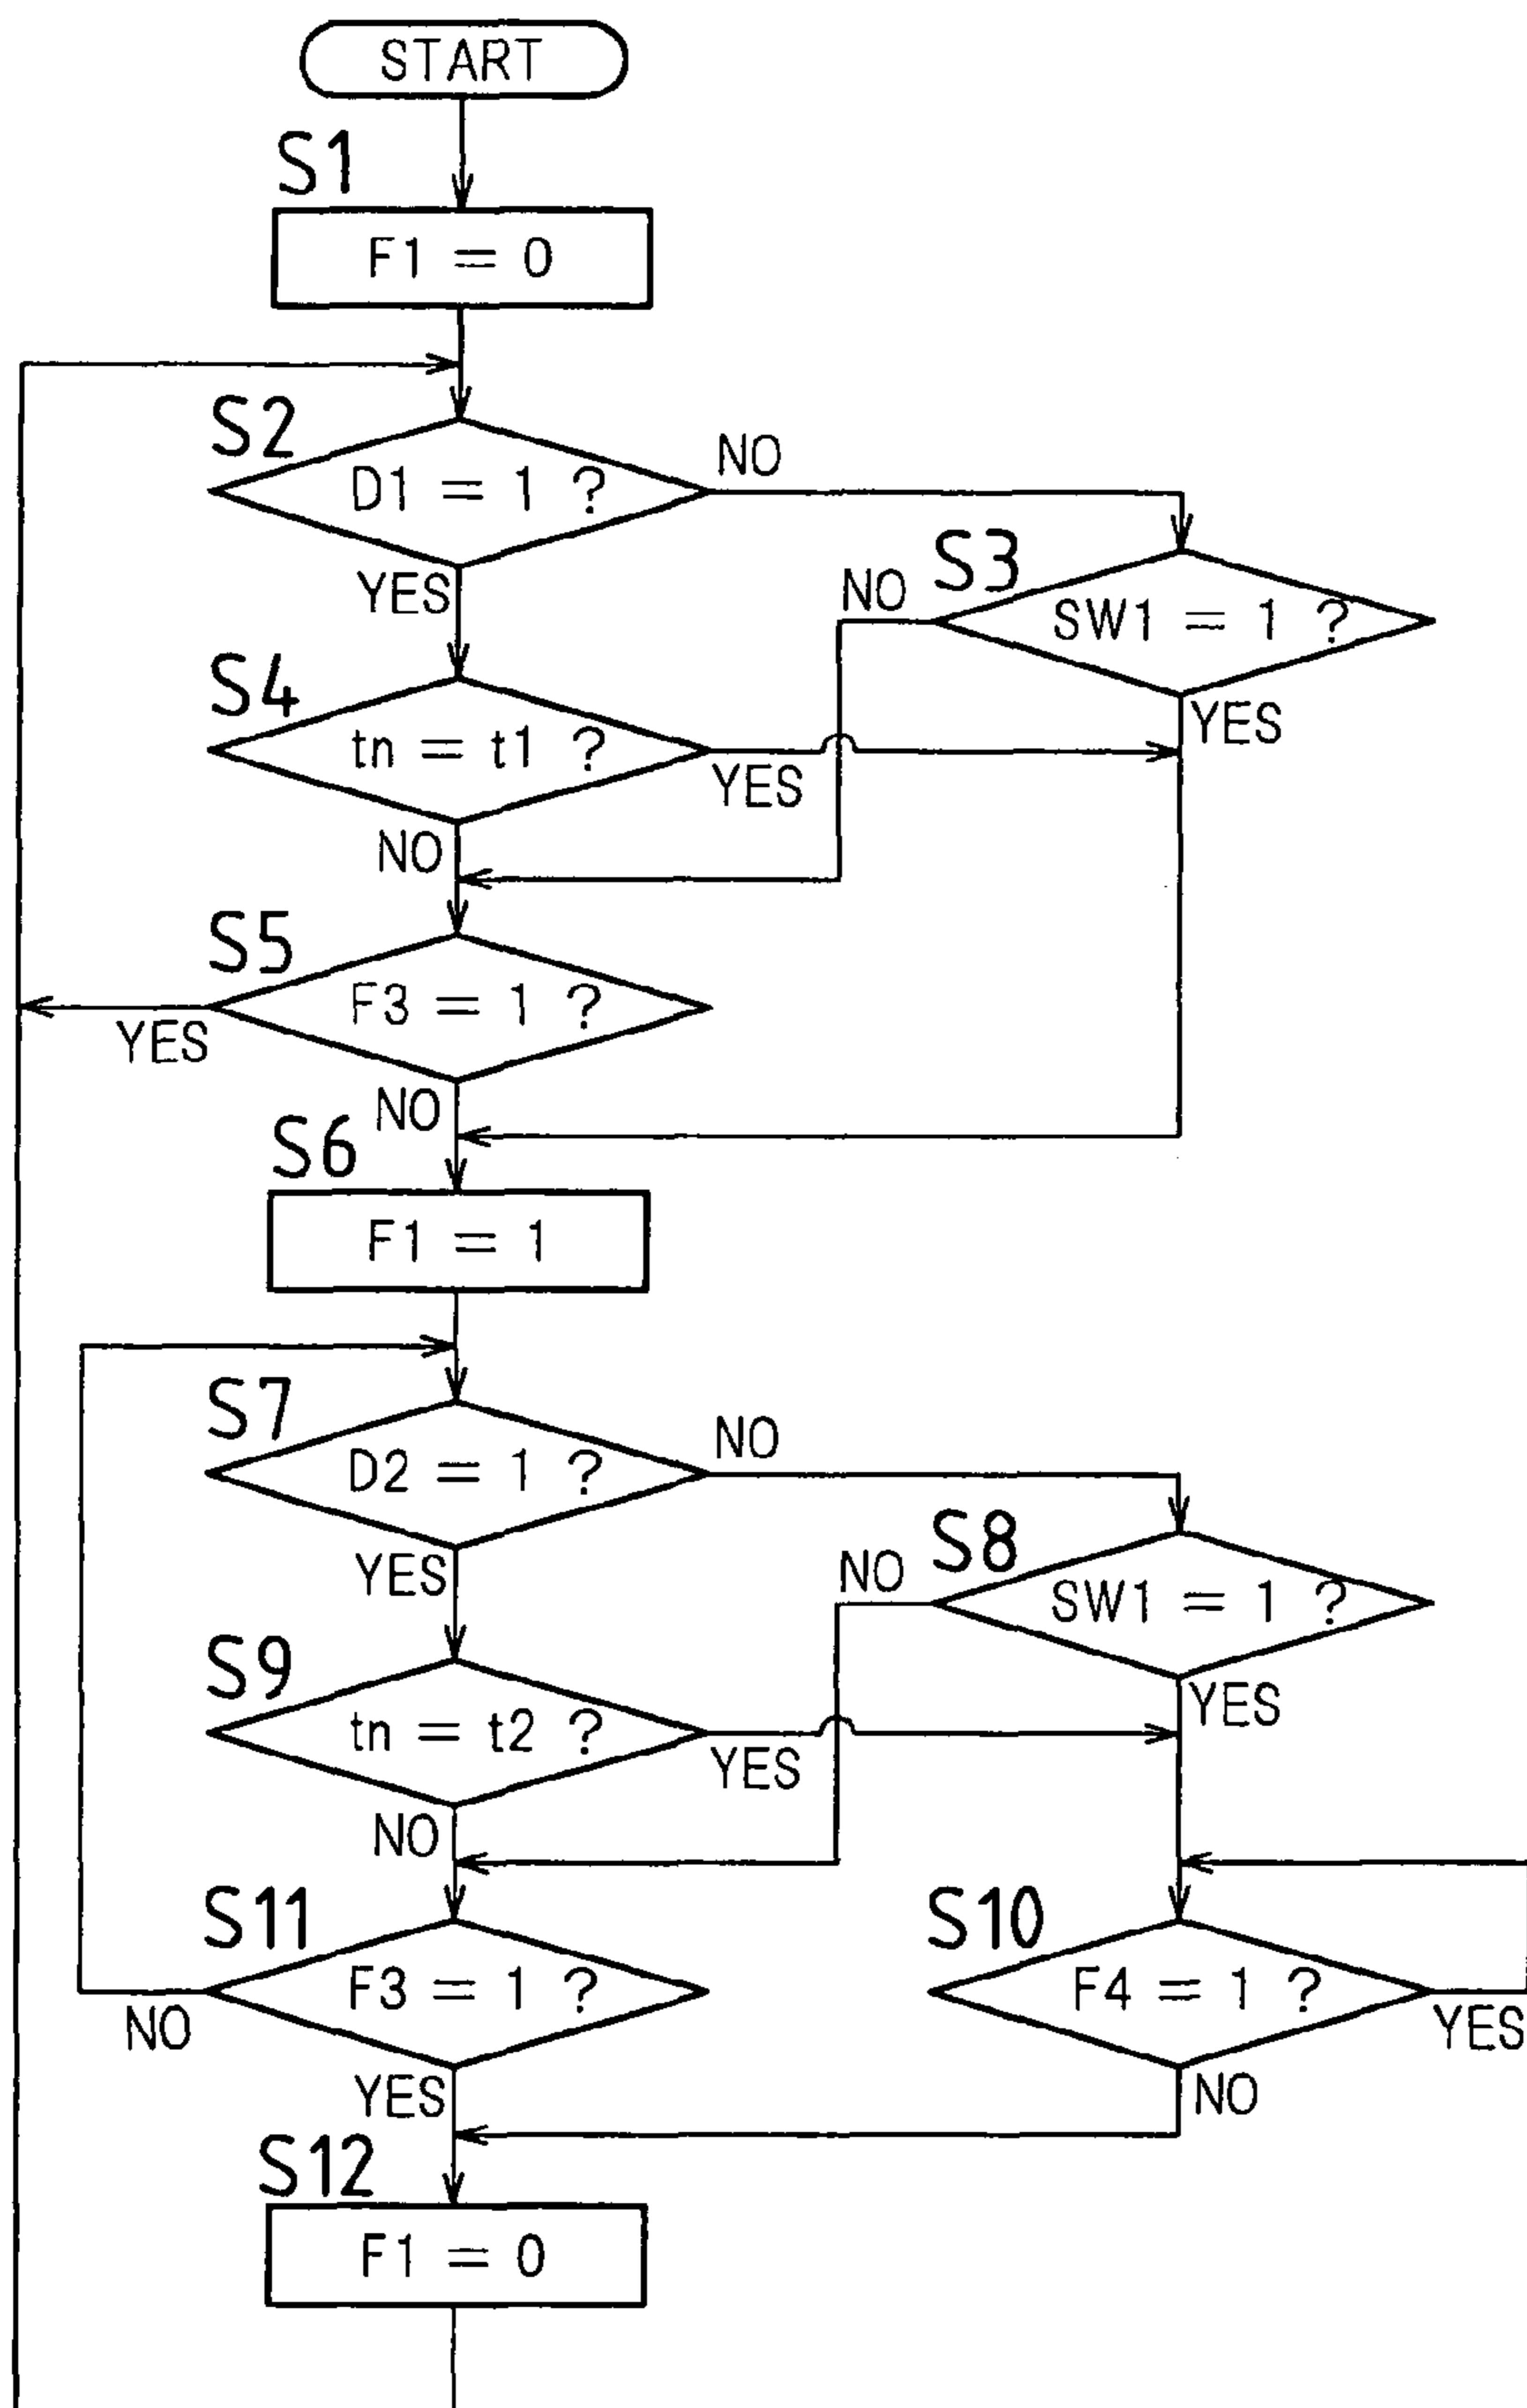 START
S1
F1 = 0
S2
D1 = 1 ?
NO
YES
S3
SW1 = 1 ?
NO
YES
S4
tn = t1 ?
YES
NO
S5
F3 = 1 ?
YES
NO
S6
F1 = 1
S7
D2 = 1 ?
NO
YES
S8
SW1 = 1 ?
NO
YES
S9
tn = t2 ?
YES
NO
S11
F3 = 1 ?
NO
YES
S10
F4 = 1 ?
YES
NO
S12
F1 = 0